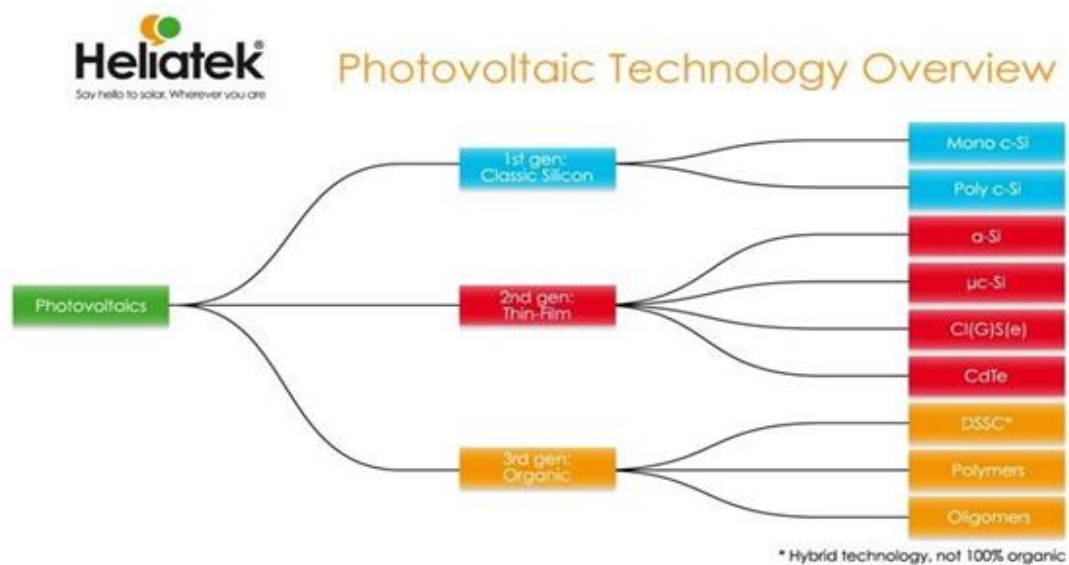 Heliatek®
Say hello to solar. Wherever you are
Photovoltaic Technology Overview
Photovoltaics
1st gen:
Classic Silicon
Mono c-Si
Poly c-Si
2nd gen:
Thin-Film
a-Si
µc-Si
CI(G)S(e)
CdTe
3rd gen:
Organic
DSSC*
Polymers
Oligomers
* Hybrid technology, not 100% organic